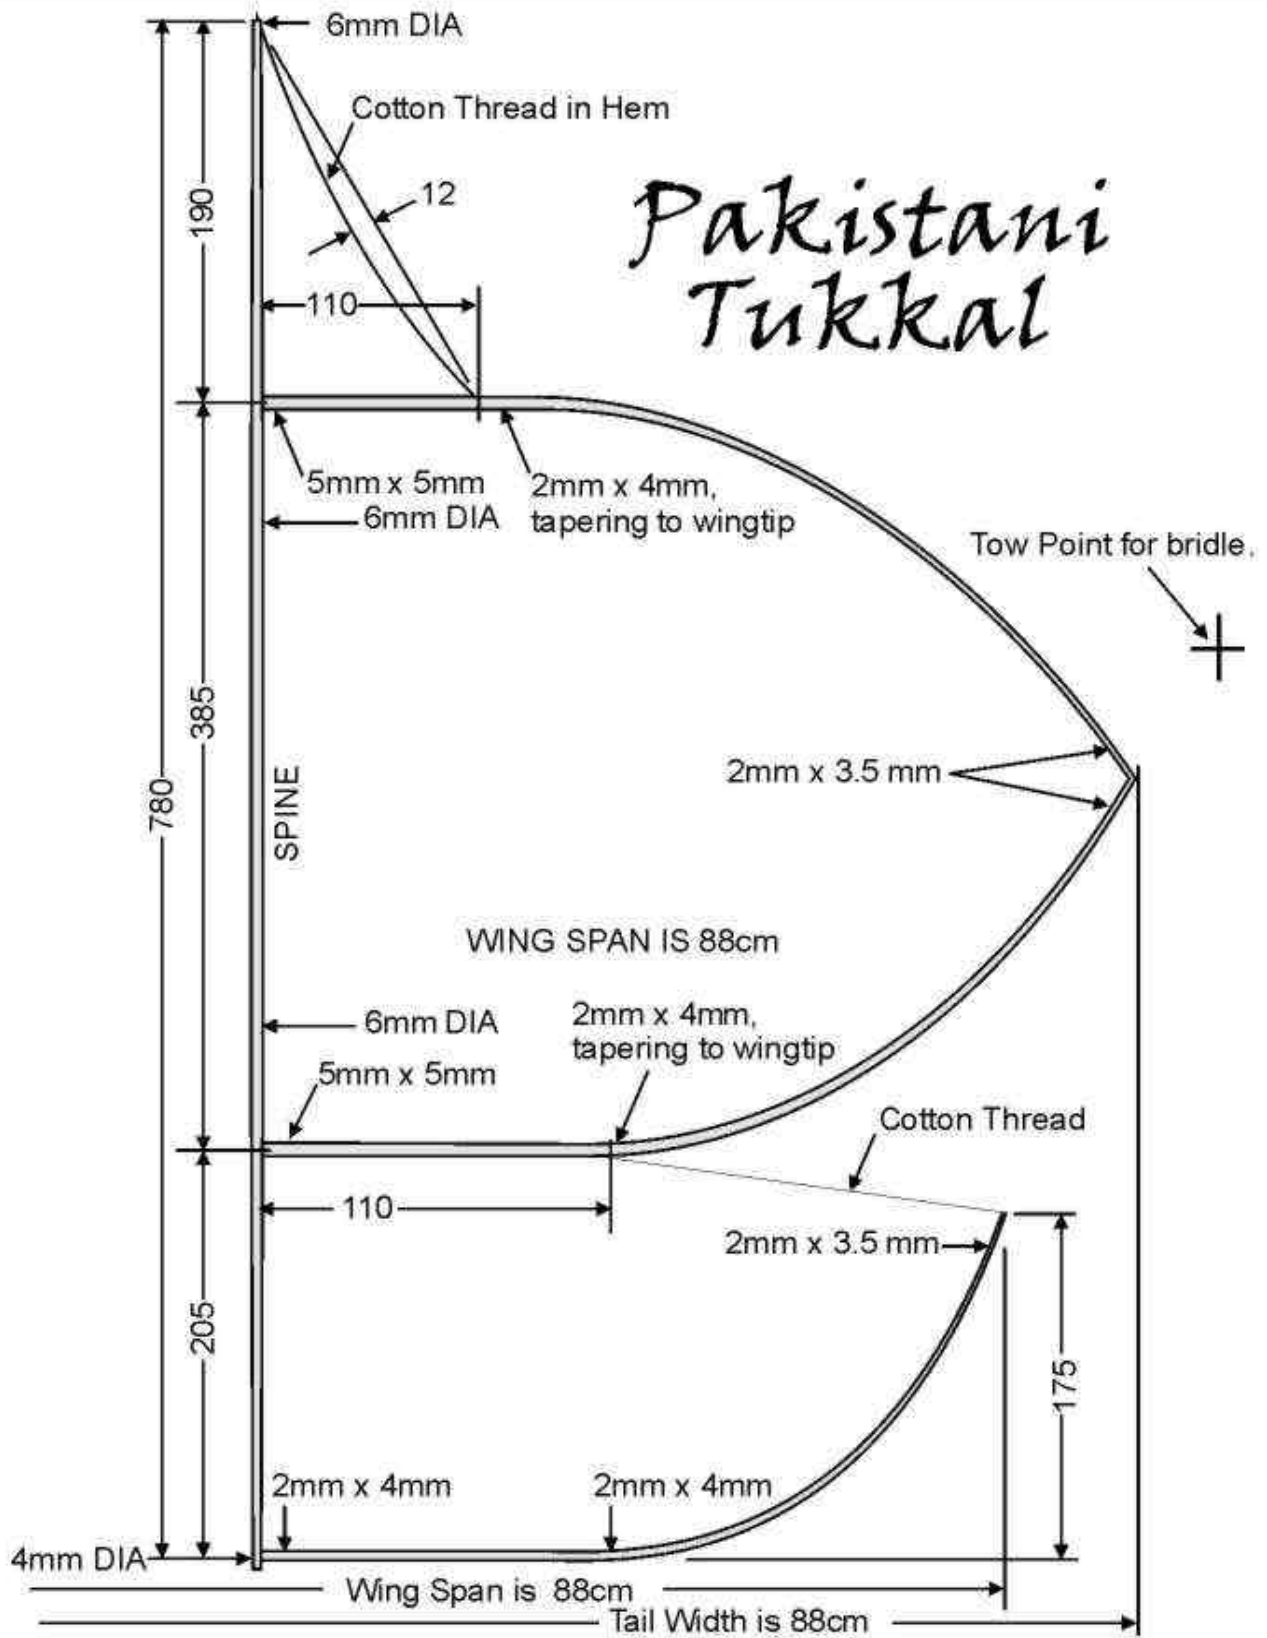 6mm DIA
Cotton Thread in Hem
12
190
Pakistani
Tukkal
110
5mm x 5mm
2mm x 4mm,
tapering to wingtip
6mm DIA
Tow Point for bridle.
385
780
SPINE
2mm x 3.5 mm
WING SPAN IS 88cm
6mm DIA
2mm x 4mm,
tapering to wingtip
5mm x 5mm
Cotton Thread
110
2mm x 3.5 mm
205
175
2mm x 4mm
2mm x 4mm
4mm DIA
Wing Span is 88cm
Tail Width is 88cm